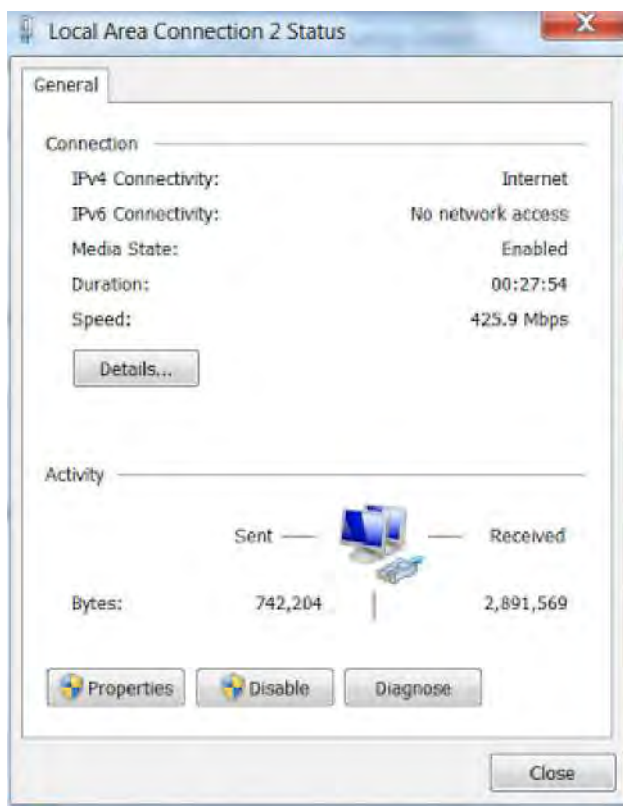 Local Area Connection 2 Status
General
Connection
IPv4 Connectivity: Internet
IPv6 Connectivity: No network access
Media State: Enabled
Duration: 00:27:54
Speed: 425.9 Mbps
Details...
Activity
Sent Received
Bytes: 742,204 2,891,569
Properties Disable Diagnose
Close